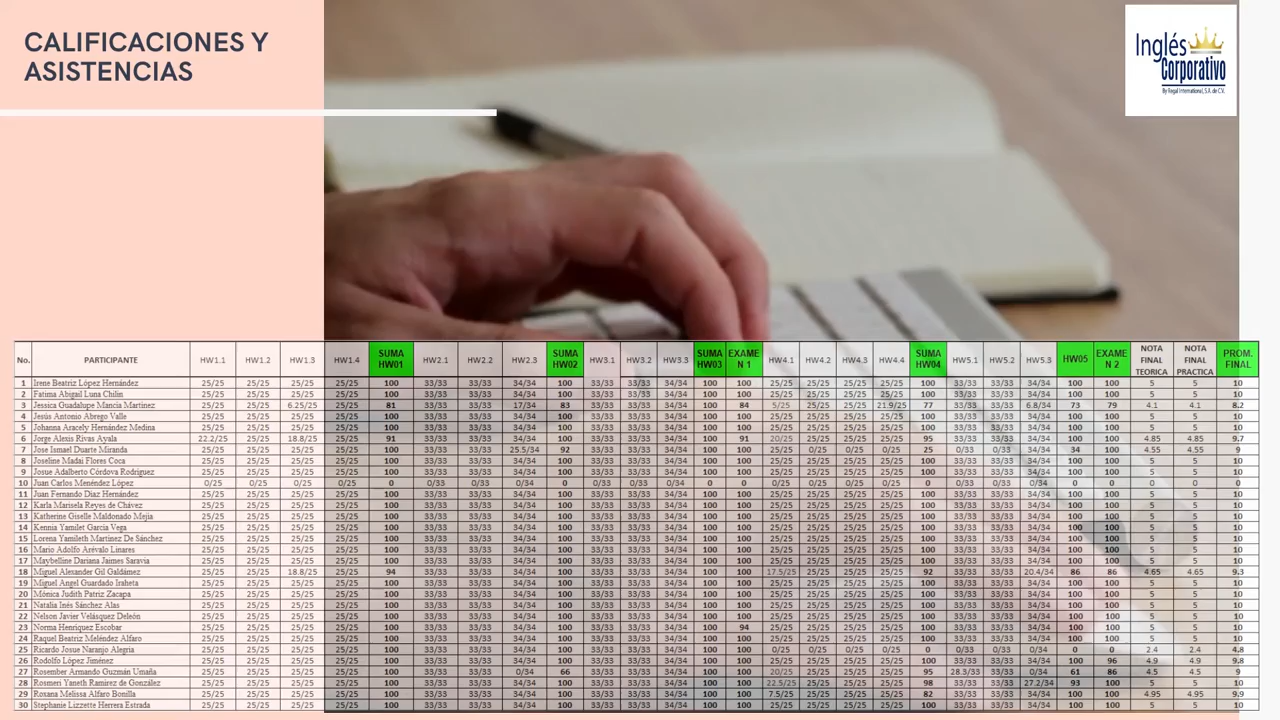 CALIFICACIONES Y
ASISTENCIAS
Inglés
Corporativo
By Regal International, S.A. de C.V.
No. PARTICIPANTE HW1.1 HW1.2 HW1.3 HW1.4 SUMA HW01 HW2.1 HW2.2 HW2.3 SUMA HW02 HW3.1 HW3.2 HW3.3 SUMA HW03 EXAME N 1 HW4.1 HW4.2 HW4.3 HW4.4 SUMA HW04 HW5.1 HW5.2 HW5.3 HW05 EXAME N 2 NOTA FINAL TEORICA NOTA FINAL PRACTICA PROM. FINAL
1 Irene Beatriz López Hernández 25/25 25/25 25/25 25/25 100 33/33 33/33 34/34 100 33/33 33/33 34/34 100 100 25/25 25/25 25/25 25/25 100 33/33 33/33 34/34 100 100 5 5 10
2 Fatima Abigail Luna Chilin 25/25 25/25 25/25 25/25 100 33/33 33/33 34/34 100 33/33 33/33 34/34 100 100 25/25 25/25 25/25 25/25 100 33/33 33/33 34/34 100 100 5 5 10
3 Jessica Guadalupe Mancia Martinez 25/25 25/25 6.25/25 25/25 81 33/33 33/33 17/34 83 33/33 33/33 34/34 100 84 5/25 25/25 25/25 21.9/25 77 33/33 33/33 6.8/34 73 79 4.1 4.1 8.2
4 Jesús Antonio Abrego Valle 25/25 25/25 25/25 25/25 100 33/33 33/33 34/34 100 33/33 33/33 34/34 100 100 25/25 25/25 25/25 25/25 100 33/33 33/33 34/34 100 100 5 5 10
5 Johanna Aracely Hernández Medina 25/25 25/25 25/25 25/25 100 33/33 33/33 34/34 100 33/33 33/33 34/34 100 100 25/25 25/25 25/25 25/25 100 33/33 33/33 34/34 100 100 5 5 10
6 Jorge Alexis Rivas Ayala 22.2/25 25/25 18.8/25 25/25 91 33/33 33/33 34/34 100 33/33 33/33 34/34 100 91 20/25 25/25 25/25 25/25 95 33/33 33/33 34/34 100 100 4.85 4.85 9.7
7 Jose Ismael Duarte Miranda 25/25 25/25 25/25 25/25 100 33/33 33/33 25.5/34 92 33/33 33/33 34/34 100 100 25/25 0/25 0/25 0/25 25 0/33 0/33 34/34 34 100 4.55 4.55 9
8 Joseline Madai Flores Coca 25/25 25/25 25/25 25/25 100 33/33 33/33 34/34 100 33/33 33/33 34/34 100 100 25/25 25/25 25/25 25/25 100 33/33 33/33 34/34 100 100 5 5 10
9 Josue Adalberto Córdova Rodríguez 25/25 25/25 25/25 25/25 100 33/33 33/33 34/34 100 33/33 33/33 34/34 100 100 25/25 25/25 25/25 25/25 100 33/33 33/33 34/34 100 100 5 5 10
10 Juan Carlos Menéndez López 0/25 0/25 0/25 0/25 0 0/33 0/33 0/34 0 0/33 0/33 0/34 0 0 0/25 0/25 0/25 0/25 0 0/33 0/33 0/34 0 0 0 0 0
11 Juan Fernando Díaz Hernández 25/25 25/25 25/25 25/25 100 33/33 33/33 34/34 100 33/33 33/33 34/34 100 100 25/25 25/25 25/25 25/25 100 33/33 33/33 34/34 100 100 5 5 10
12 Karla Marisela Reyes de Chávez 25/25 25/25 25/25 25/25 100 33/33 33/33 34/34 100 33/33 33/33 34/34 100 100 25/25 25/25 25/25 25/25 100 33/33 33/33 34/34 100 100 5 5 10
13 Katherine Giselle Maldonado Mejia 25/25 25/25 25/25 25/25 100 33/33 33/33 34/34 100 33/33 33/33 34/34 100 100 25/25 25/25 25/25 25/25 100 33/33 33/33 34/34 100 100 5 5 10
14 Kennia Yamilet Garcia Vega 25/25 25/25 25/25 25/25 100 33/33 33/33 34/34 100 33/33 33/33 34/34 100 100 25/25 25/25 25/25 25/25 100 33/33 33/33 34/34 100 100 5 5 10
15 Lorena Yamileth Martinez De Sánchez 25/25 25/25 25/25 25/25 100 33/33 33/33 34/34 100 33/33 33/33 34/34 100 100 25/25 25/25 25/25 25/25 100 33/33 33/33 34/34 100 100 5 5 10
16 Mario Adolfo Arévalo Linares 25/25 25/25 25/25 25/25 100 33/33 33/33 34/34 100 33/33 33/33 34/34 100 100 25/25 25/25 25/25 25/25 100 33/33 33/33 34/34 100 100 5 5 10
17 Maybelline Dariana Jaimes Saravia 25/25 25/25 25/25 25/25 100 33/33 33/33 34/34 100 33/33 33/33 34/34 100 100 25/25 25/25 25/25 25/25 100 33/33 33/33 34/34 100 100 5 5 10
18 Miguel Alexander Gil Galdámez 25/25 25/25 18.8/25 25/25 94 33/33 33/33 34/34 100 33/33 33/33 34/34 100 100 17.5/25 25/25 25/25 25/25 92 33/33 33/33 20.4/34 86 86 4.65 4.65 9.3
19 Miguel Angel Guardado Iraheta 25/25 25/25 25/25 25/25 100 33/33 33/33 34/34 100 33/33 33/33 34/34 100 100 25/25 25/25 25/25 25/25 100 33/33 33/33 34/34 100 100 5 5 10
20 Mónica Judith Patriz Zacapa 25/25 25/25 25/25 25/25 100 33/33 33/33 34/34 100 33/33 33/33 34/34 100 100 25/25 25/25 25/25 25/25 100 33/33 33/33 34/34 100 100 5 5 10
21 Natalia Inés Sánchez Alas 25/25 25/25 25/25 25/25 100 33/33 33/33 34/34 100 33/33 33/33 34/34 100 100 25/25 25/25 25/25 25/25 100 33/33 33/33 34/34 100 100 5 5 10
22 Nelson Javier Velásquez Deleón 25/25 25/25 25/25 25/25 100 33/33 33/33 34/34 100 33/33 33/33 34/34 100 100 25/25 25/25 25/25 25/25 100 33/33 33/33 34/34 100 100 5 5 10
23 Norma Henriquez Escobar 25/25 25/25 25/25 25/25 100 33/33 33/33 34/34 100 33/33 33/33 34/34 100 94 25/25 25/25 25/25 25/25 100 33/33 33/33 34/34 100 100 5 5 10
24 Raquel Beatriz Meléndez Alfaro 25/25 25/25 25/25 25/25 100 33/33 33/33 34/34 100 33/33 33/33 34/34 100 100 25/25 25/25 25/25 25/25 100 33/33 33/33 34/34 100 100 5 5 10
25 Ricardo Josue Naranjo Alegria 25/25 25/25 25/25 25/25 100 33/33 33/33 34/34 100 33/33 33/33 34/34 100 100 0/25 0/25 0/25 0/25 0 0/33 0/33 0/34 0 0 2.4 2.4 4.8
26 Rodolfo López Jiménez 25/25 25/25 25/25 25/25 100 33/33 33/33 34/34 100 33/33 33/33 34/34 100 100 25/25 25/25 25/25 25/25 100 33/33 33/33 34/34 100 96 4.9 4.9 9.8
27 Rosember Armando Guzmán Umaña 25/25 25/25 25/25 25/25 100 33/33 33/33 0/34 66 33/33 33/33 34/34 100 100 20/25 25/25 25/25 25/25 95 28.3/33 33/33 0/34 61 86 4.5 4.5 9
28 Rosmeri Yaneth Ramirez de González 25/25 25/25 25/25 25/25 100 33/33 33/33 34/34 100 33/33 33/33 34/34 100 100 22.5/25 25/25 25/25 25/25 98 33/33 33/33 27.2/34 93 100 5 5 10
29 Roxana Melissa Alfaro Bonilla 25/25 25/25 25/25 25/25 100 33/33 33/33 34/34 100 33/33 33/33 34/34 100 100 7.5/25 25/25 25/25 25/25 82 33/33 33/33 34/34 100 100 4.95 4.95 9.9
30 Stephanie Lizzette Herrera Estrada 25/25 25/25 25/25 25/25 100 33/33 33/33 34/34 100 33/33 33/33 34/34 100 100 25/25 25/25 25/25 25/25 100 33/33 33/33 34/34 100 100 5 5 10